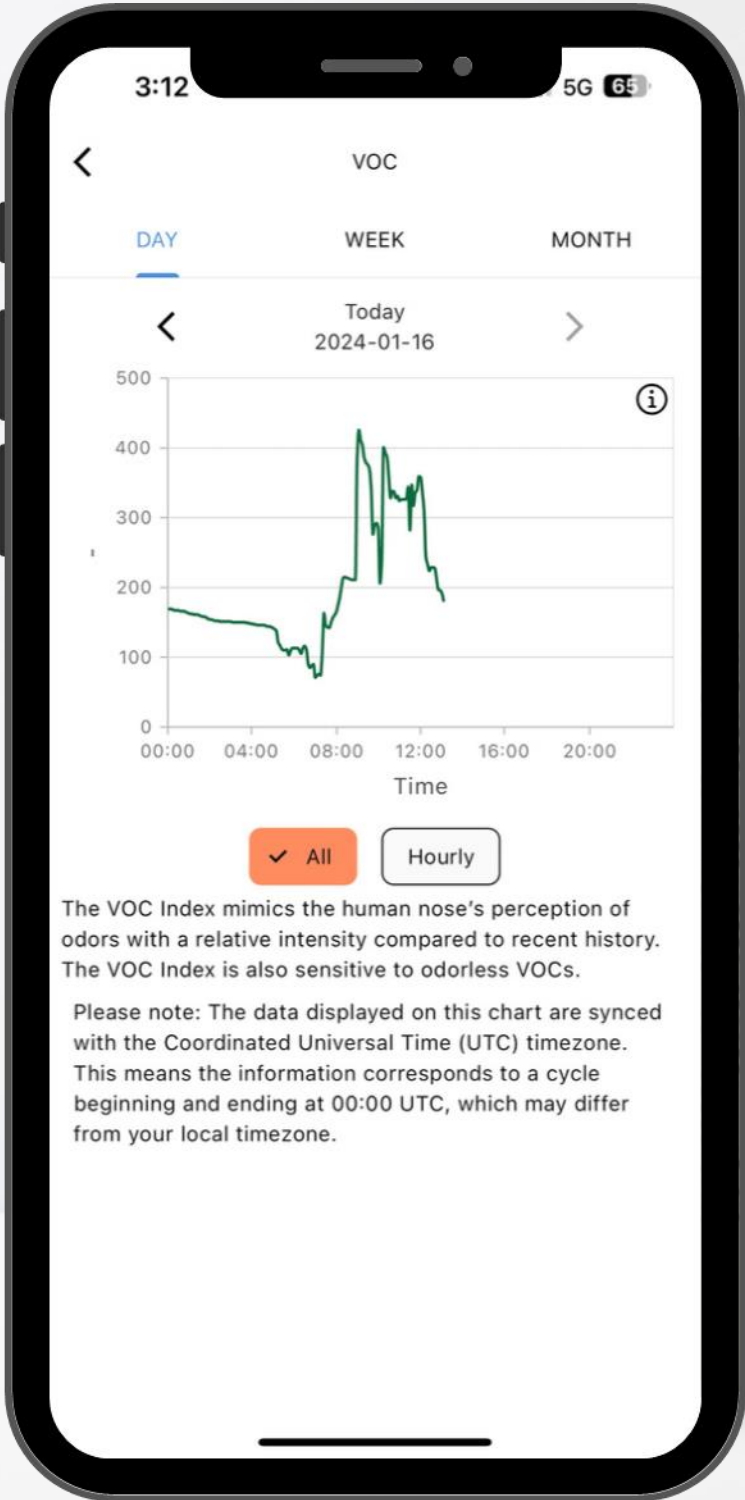 3:12
5G 65
VOC
DAY WEEK MONTH
Today
2024-01-16
500
400
300
200
100
0
00:00 04:00 08:00 12:00 16:00 20:00
Time
All Hourly
The VOC Index mimics the human nose's perception of
odors with a relative intensity compared to recent history.
The VOC Index is also sensitive to odorless VOCs.
Please note: The data displayed on this chart are synced
with the Coordinated Universal Time (UTC) timezone.
This means the information corresponds to a cycle
beginning and ending at 00:00 UTC, which may differ
from your local timezone.